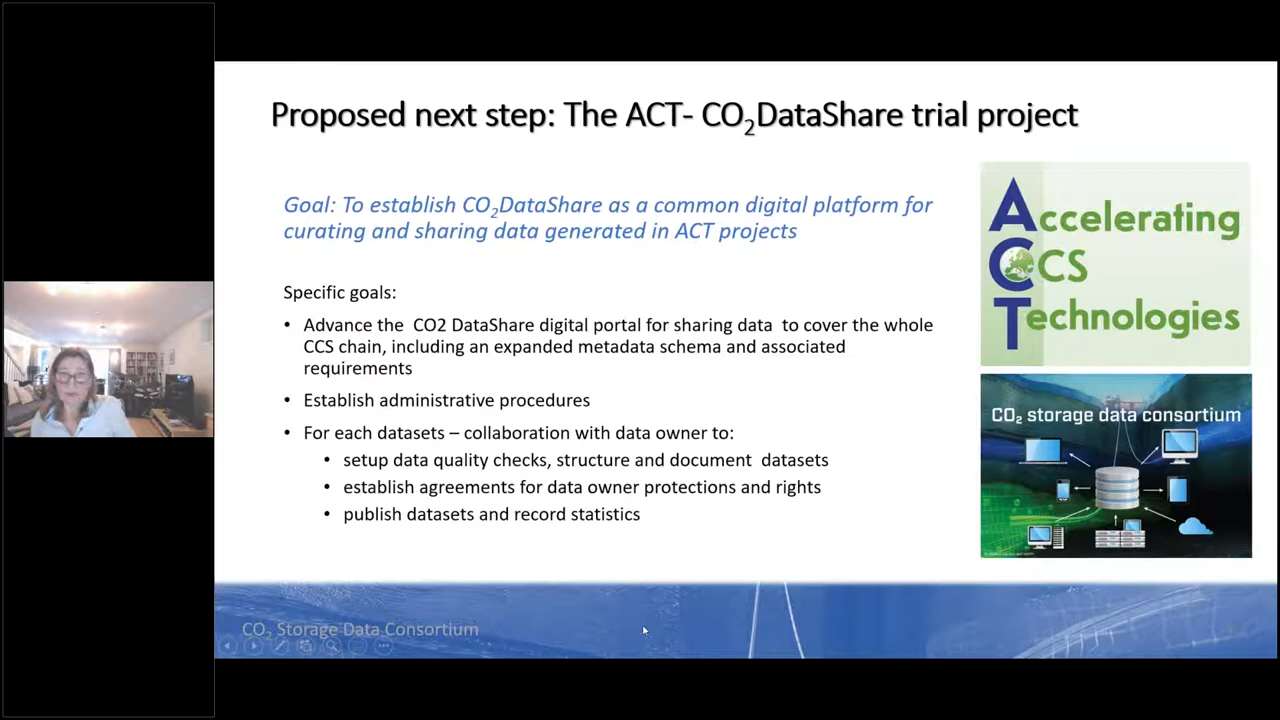 Proposed next step: The ACT- CO₂DataShare trial project
Goal: To establish CO₂DataShare as a common digital platform for
curating and sharing data generated in ACT projects
Specific goals:
• Advance the CO2 DataShare digital portal for sharing data to cover the whole
CCS chain, including an expanded metadata schema and associated
requirements
• Establish administrative procedures
• For each datasets – collaboration with data owner to:
• setup data quality checks, structure and document datasets
• establish agreements for data owner protections and rights
• publish datasets and record statistics
Accelerating
CCS
Technologies
CO₂ storage data consortium
CO₂ Storage Data Consortium